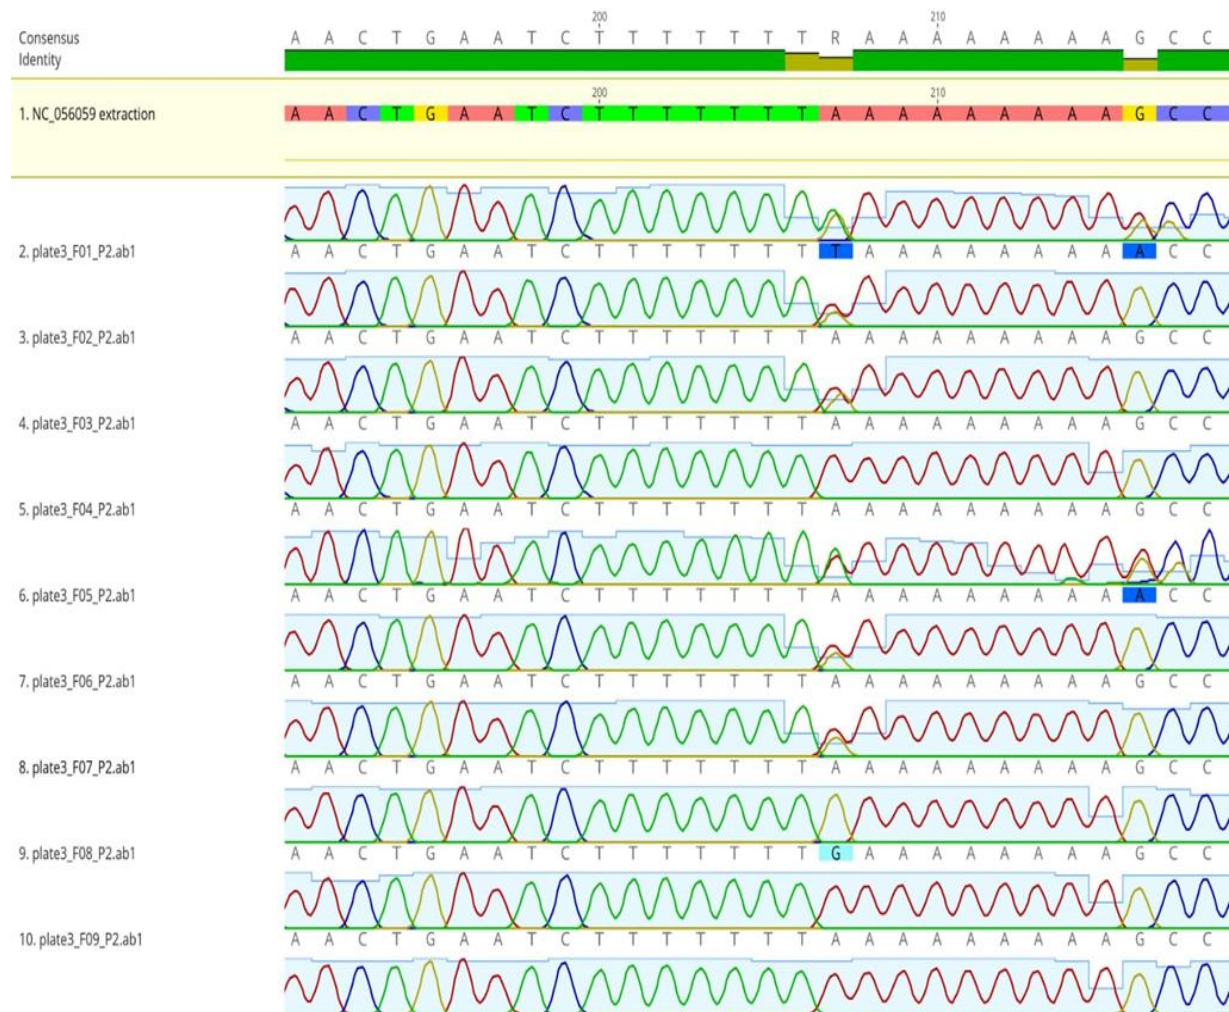 200 210
Consensus A A C T G A A T C T T T T T T T R A A A A A A A A G C C
Identity
200 210
1. NC_056059 extraction A A C T G A A T C T T T T T T T A A A A A A A A A G C C
2. plate3_F01_P2.ab1 A A C T G A A T C T T T T T T T T A A A A A A A A A C C
3. plate3_F02_P2.ab1 A A C T G A A T C T T T T T T T A A A A A A A A A G C C
4. plate3_F03_P2.ab1 A A C T G A A T C T T T T T T T A A A A A A A A A G C C
5. plate3_F04_P2.ab1 A A C T G A A T C T T T T T T T A A A A A A A A A G C C
6. plate3_F05_P2.ab1 A A C T G A A T C T T T T T T T A A A A A A A A A A C C
7. plate3_F06_P2.ab1 A A C T G A A T C T T T T T T T A A A A A A A A A G C C
8. plate3_F07_P2.ab1 A A C T G A A T C T T T T T T T A A A A A A A A A G C C
9. plate3_F08_P2.ab1 A A C T G A A T C T T T T T T T G A A A A A A A A G C C
10. plate3_F09_P2.ab1 A A C T G A A T C T T T T T T T A A A A A A A A A G C C